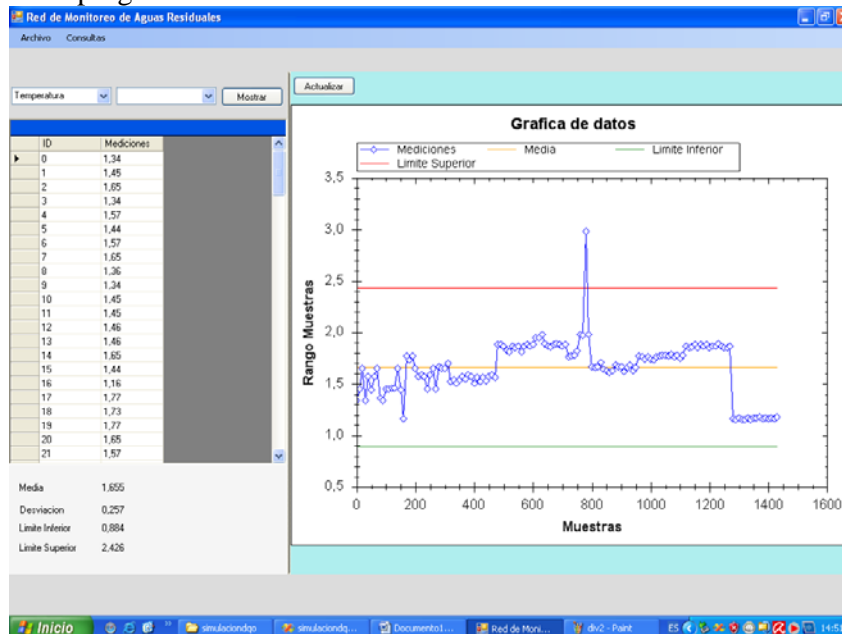 Red de Monitoreo de Aguas Residuales
Archivo Consultas
Temperatura Mostrar
Actualizar
ID Mediciones
0 1,34
1 1,45
2 1,65
3 1,34
4 1,57
5 1,44
6 1,57
7 1,65
8 1,36
9 1,34
10 1,45
11 1,45
12 1,46
13 1,46
14 1,65
15 1,44
16 1,16
17 1,77
18 1,73
19 1,77
20 1,65
21 1,57
Media 1,655
Desviacion 0,257
Limite Inferior 0,884
Limite Superior 2,426
Grafica de datos
Mediciones Media Limite Inferior
Limite Superior
Rango Muestras
3,5
3,0
2,5
2,0
1,5
1,0
0,5
0 200 400 600 800 1000 1200 1400 1600
Muestras
Inicio simulaciondqo simulaciondq... Documento1... Red de Moni... div2 - Paint ES 14:51